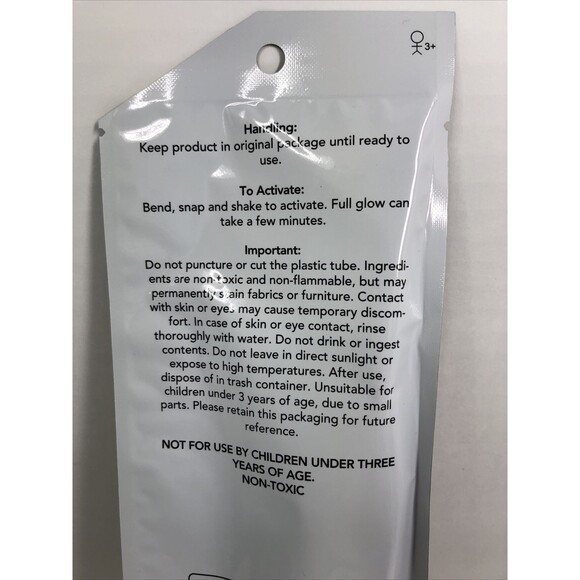 3+
Handling:
Keep product in original package until ready to
use.
To Activate:
Bend, snap and shake to activate. Full glow can
take a few minutes.
Important:
Do not puncture or cut the plastic tube. Ingredi-
ents are non-toxic and non-flammable, but may
permanently stain fabrics or furniture. Contact
with skin or eyes may cause temporary discom-
fort. In case of skin or eye contact, rinse
thoroughly with water. Do not drink or ingest
contents. Do not leave in direct sunlight or
expose to high temperatures. After use,
dispose of in trash container. Unsuitable for
children under 3 years of age, due to small
parts. Please retain this packaging for future
reference.
NOT FOR USE BY CHILDREN UNDER THREE
YEARS OF AGE.
NON-TOXIC